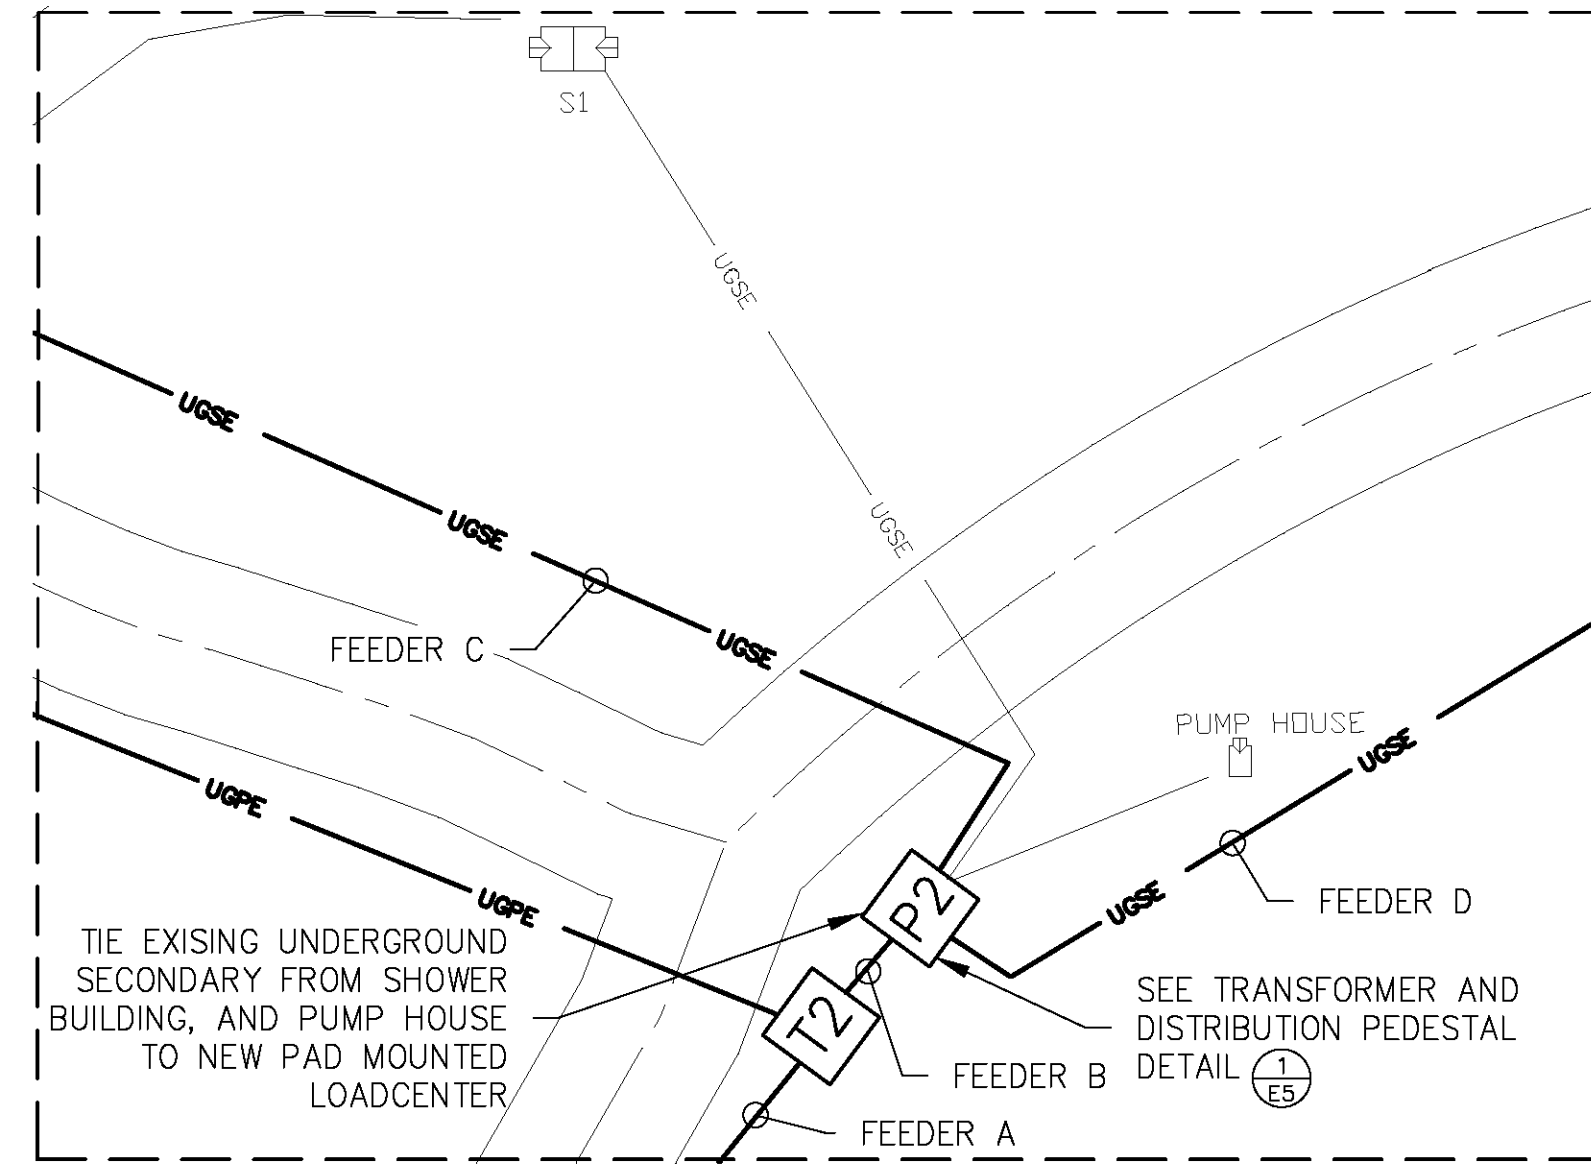 S1
UGSE
UGSE
UGSE
UGSE
UGSE
FEEDER C
PUMP HOUSE
UGSE
UGPE
UGPE
UGSE
P2
FEEDER D
TIE EXISING UNDERGROUND
SECONDARY FROM SHOWER
BUILDING, AND PUMP HOUSE
TO NEW PAD MOUNTED
LOADCENTER
T2
SEE TRANSFORMER AND
DISTRIBUTION PEDESTAL
DETAIL 1
E5
FEEDER B
FEEDER A